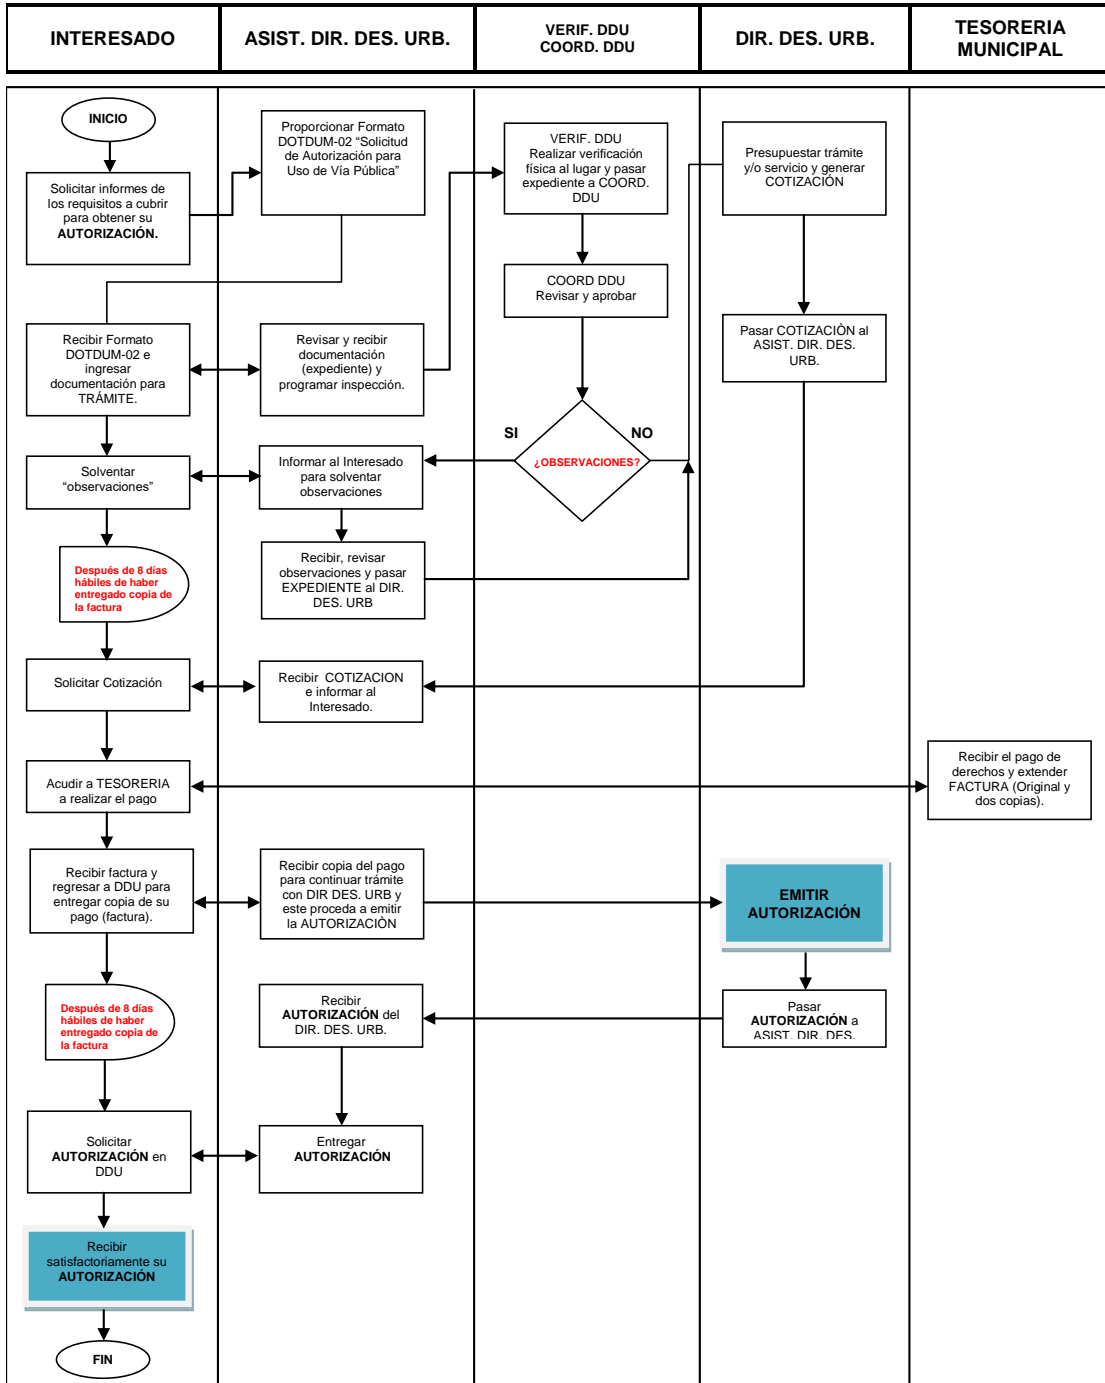 INTERESADO
ASIST. DIR. DES. URB.
VERIF. DDU
COORD. DDU
DIR. DES. URB.
TESORERIA
MUNICIPAL
INICIO
Solicitar informes de
los requisitos a cubrir
para obtener su
AUTORIZACIÓN.
Proporcionar Formato
DOTDUM-02 “Solicitud
de Autorización para
Uso de Vía Pública”
VERIF. DDU
Realizar verificación
física al lugar y pasar
expediente a COORD.
DDU
Presupuestar trámite
y/o servicio y generar
COTIZACIÓN
COORD DDU
Revisar y aprobar
Recibir Formato
DOTDUM-02 e
ingresar
documentación para
TRÁMITE.
Revisar y recibir
documentación
(expediente) y
programar inspección.
Pasar COTIZACIÒN al
ASIST. DIR. DES.
URB.
SI
NO
¿OBSERVACIONES?
Solventar
“observaciones”
Informar al Interesado
para solventar
observaciones
Después de 8 días
hábiles de haber
entregado copia de
la factura
Recibir, revisar
observaciones y pasar
EXPEDIENTE al DIR.
DES. URB
Solicitar Cotización
Recibir COTIZACION
e informar al
Interesado.
Acudir a TESORERIA
a realizar el pago
Recibir el pago de
derechos y extender
FACTURA (Original y
dos copias).
Recibir factura y
regresar a DDU para
entregar copia de su
pago (factura).
Recibir copia del pago
para continuar trámite
con DIR DES. URB y
este proceda a emitir
la AUTORIZACIÒN
EMITIR
AUTORIZACIÓN
Después de 8 días
hábiles de haber
entregado copia de
la factura
Recibir
AUTORIZACIÓN del
DIR. DES. URB.
Pasar
AUTORIZACIÓN a
ASIST. DIR. DES.
Solicitar
AUTORIZACIÓN en
DDU
Entregar
AUTORIZACIÓN
Recibir
satisfactoriamente su
AUTORIZACIÓN
FIN